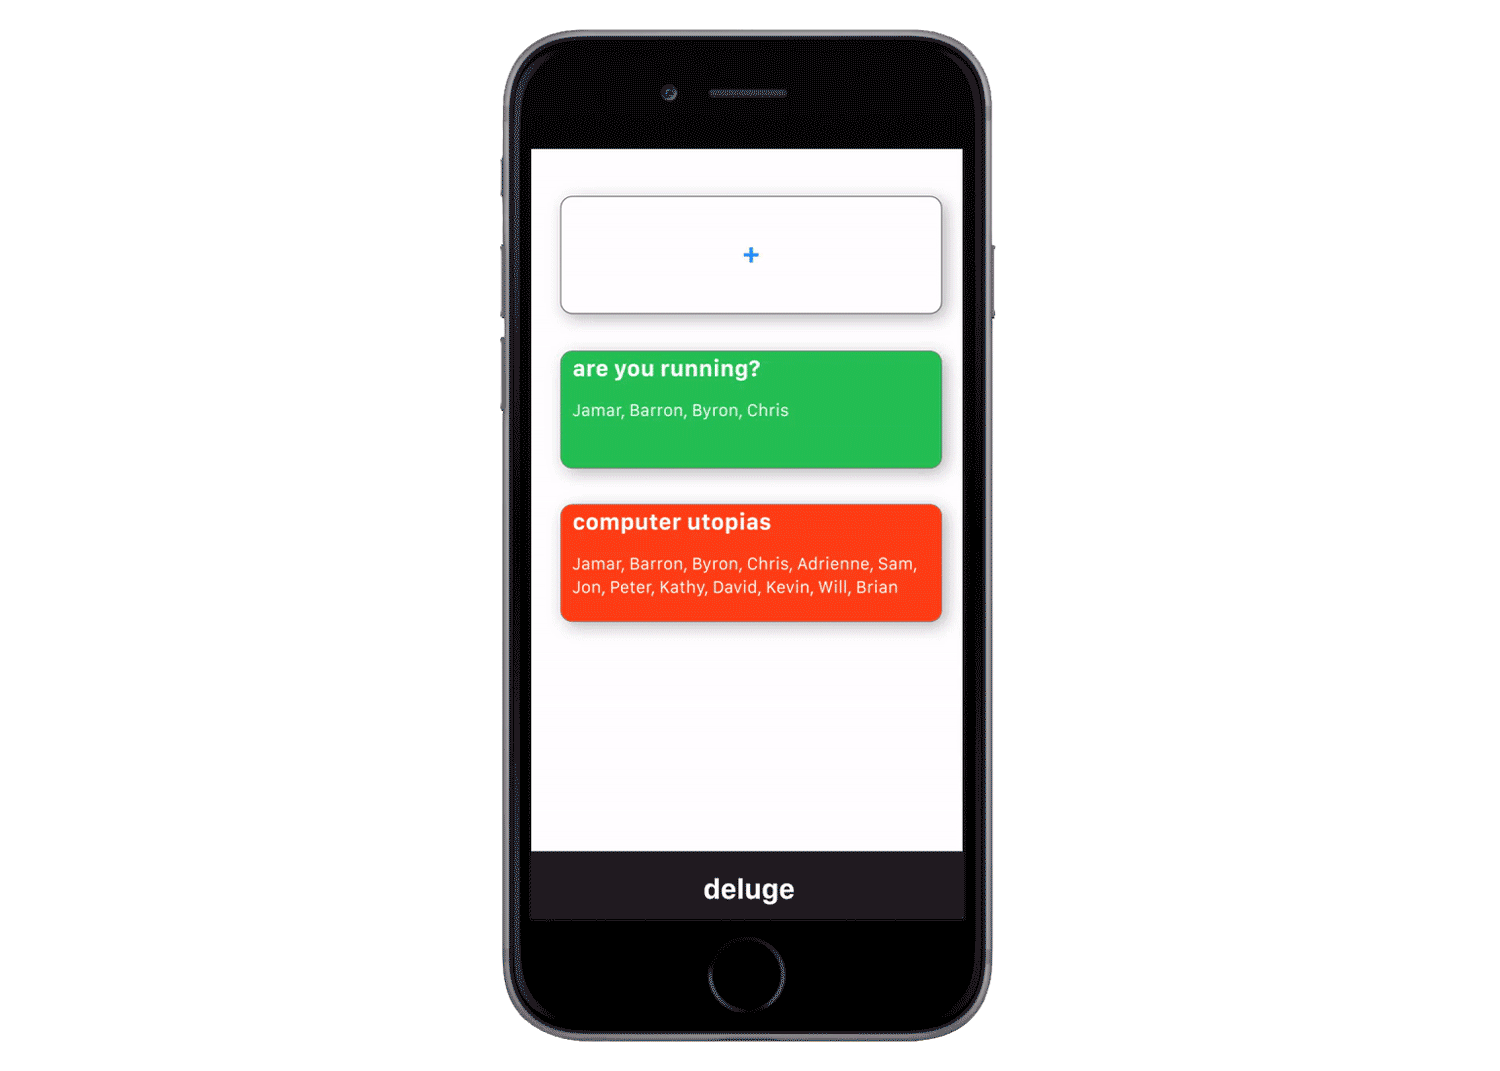 +
are you running?
Jamar, Barron, Byron, Chris
computer utopias
Jamar, Barron, Byron, Chris, Adrienne, Sam,
Jon, Peter, Kathy, David, Kevin, Will, Brian
deluge